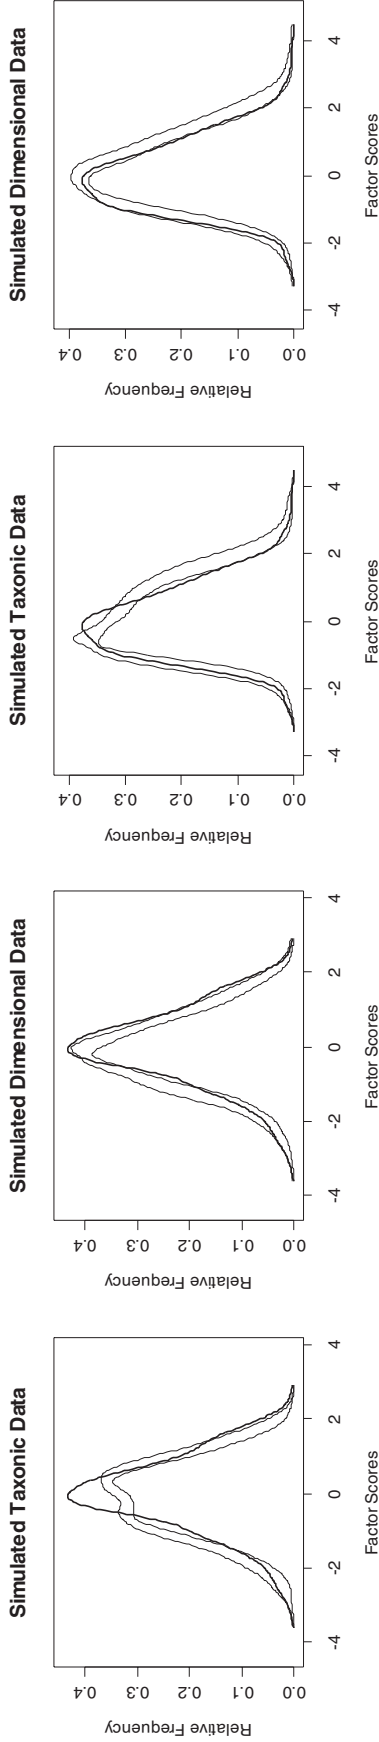 Simulated Taxonic Data
Relative Frequency
0.4
0.3
0.2
0.1
0.0
-4 -2 0 2 4
Factor Scores
Simulated Dimensional Data
Relative Frequency
0.4
0.3
0.2
0.1
0.0
-4 -2 0 2 4
Factor Scores
Simulated Taxonic Data
Relative Frequency
0.4
0.3
0.2
0.1
0.0
-4 -2 0 2 4
Factor Scores
Simulated Dimensional Data
Relative Frequency
0.4
0.3
0.2
0.1
0.0
-4 -2 0 2 4
Factor Scores